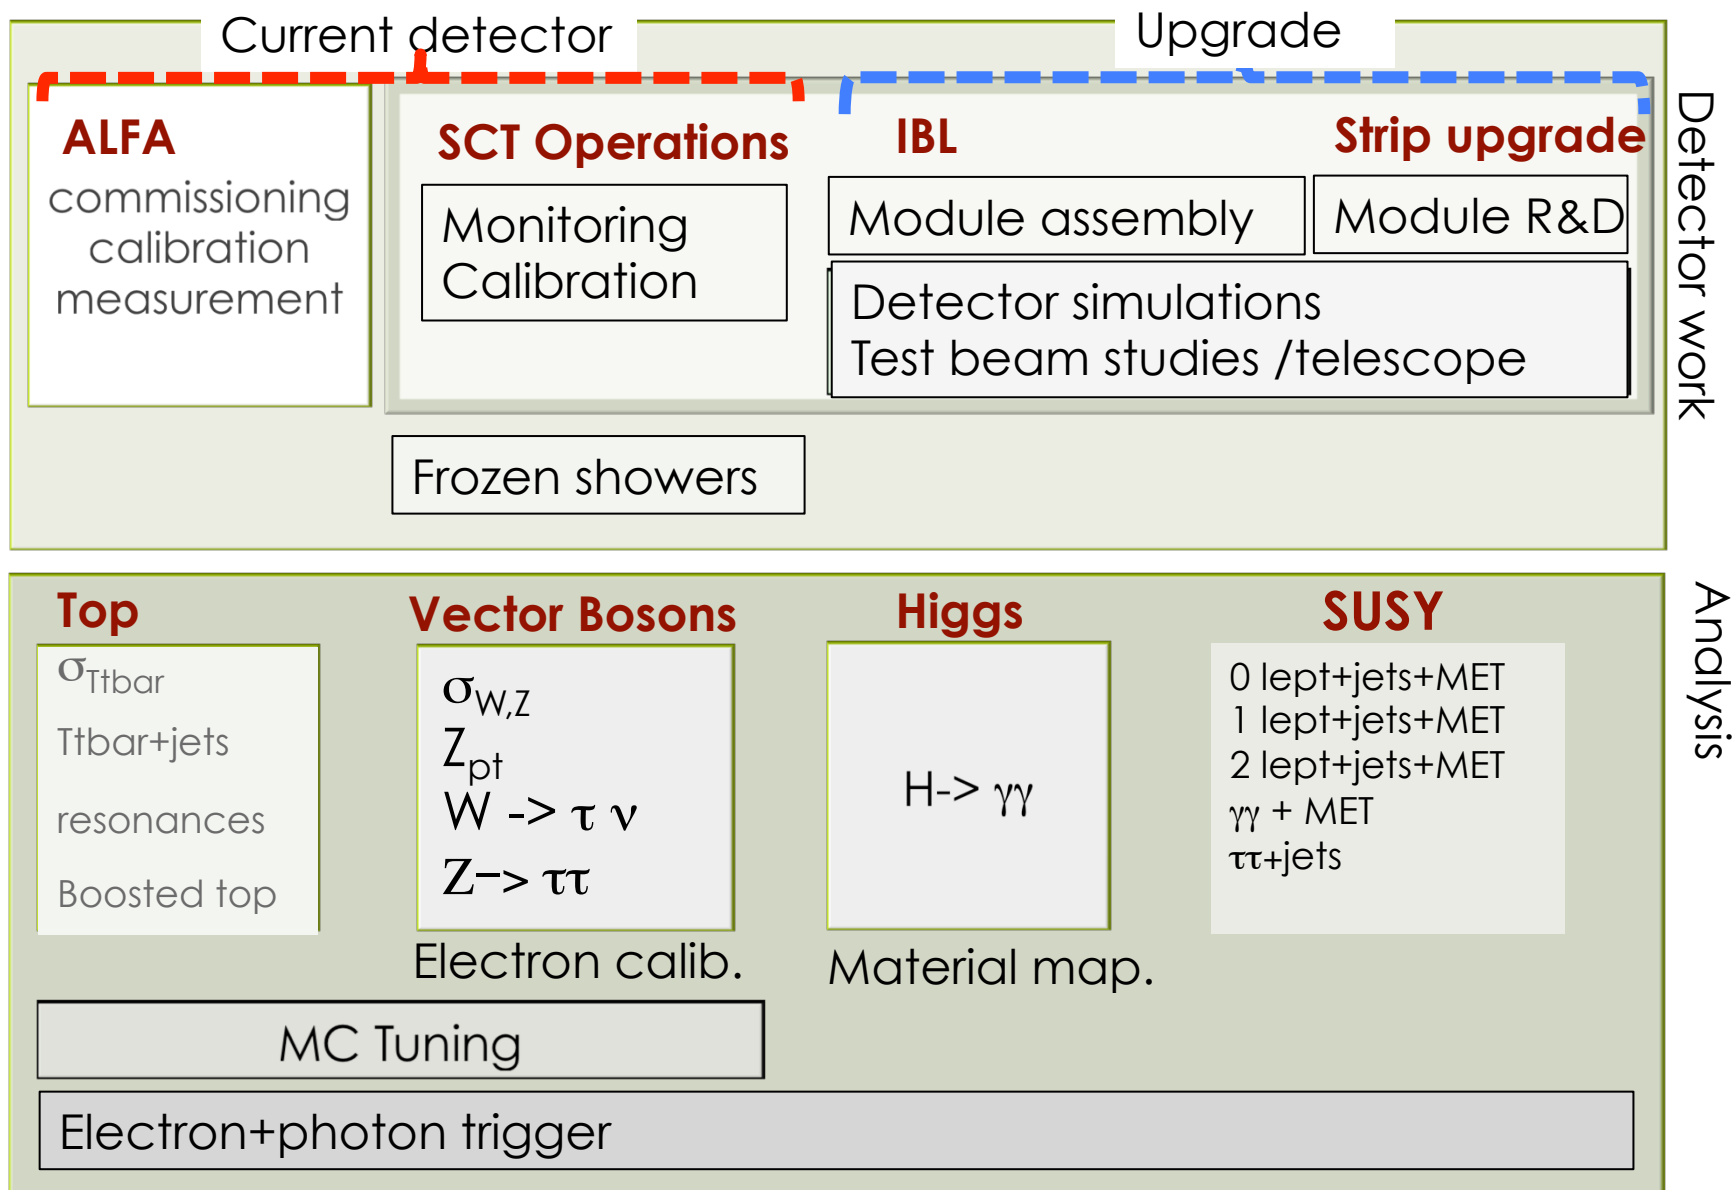 Current detector
Upgrade
Detector work
ALFA
commissioning
calibration
measurement
SCT Operations
Monitoring
Calibration
IBL
Strip upgrade
Module assembly
Module R&D
Detector simulations
Test beam studies /telescope
Frozen showers
Analysis
Top
σTtbar
Ttbar+jets
resonances
Boosted top
Vector Bosons
σW,Z
Zpt
W -> τ ν
Z–> ττ
Electron calib.
Higgs
H-> γγ
Material map.
SUSY
0 lept+jets+MET
1 lept+jets+MET
2 lept+jets+MET
γγ + MET
ττ+jets
MC Tuning
Electron+photon trigger